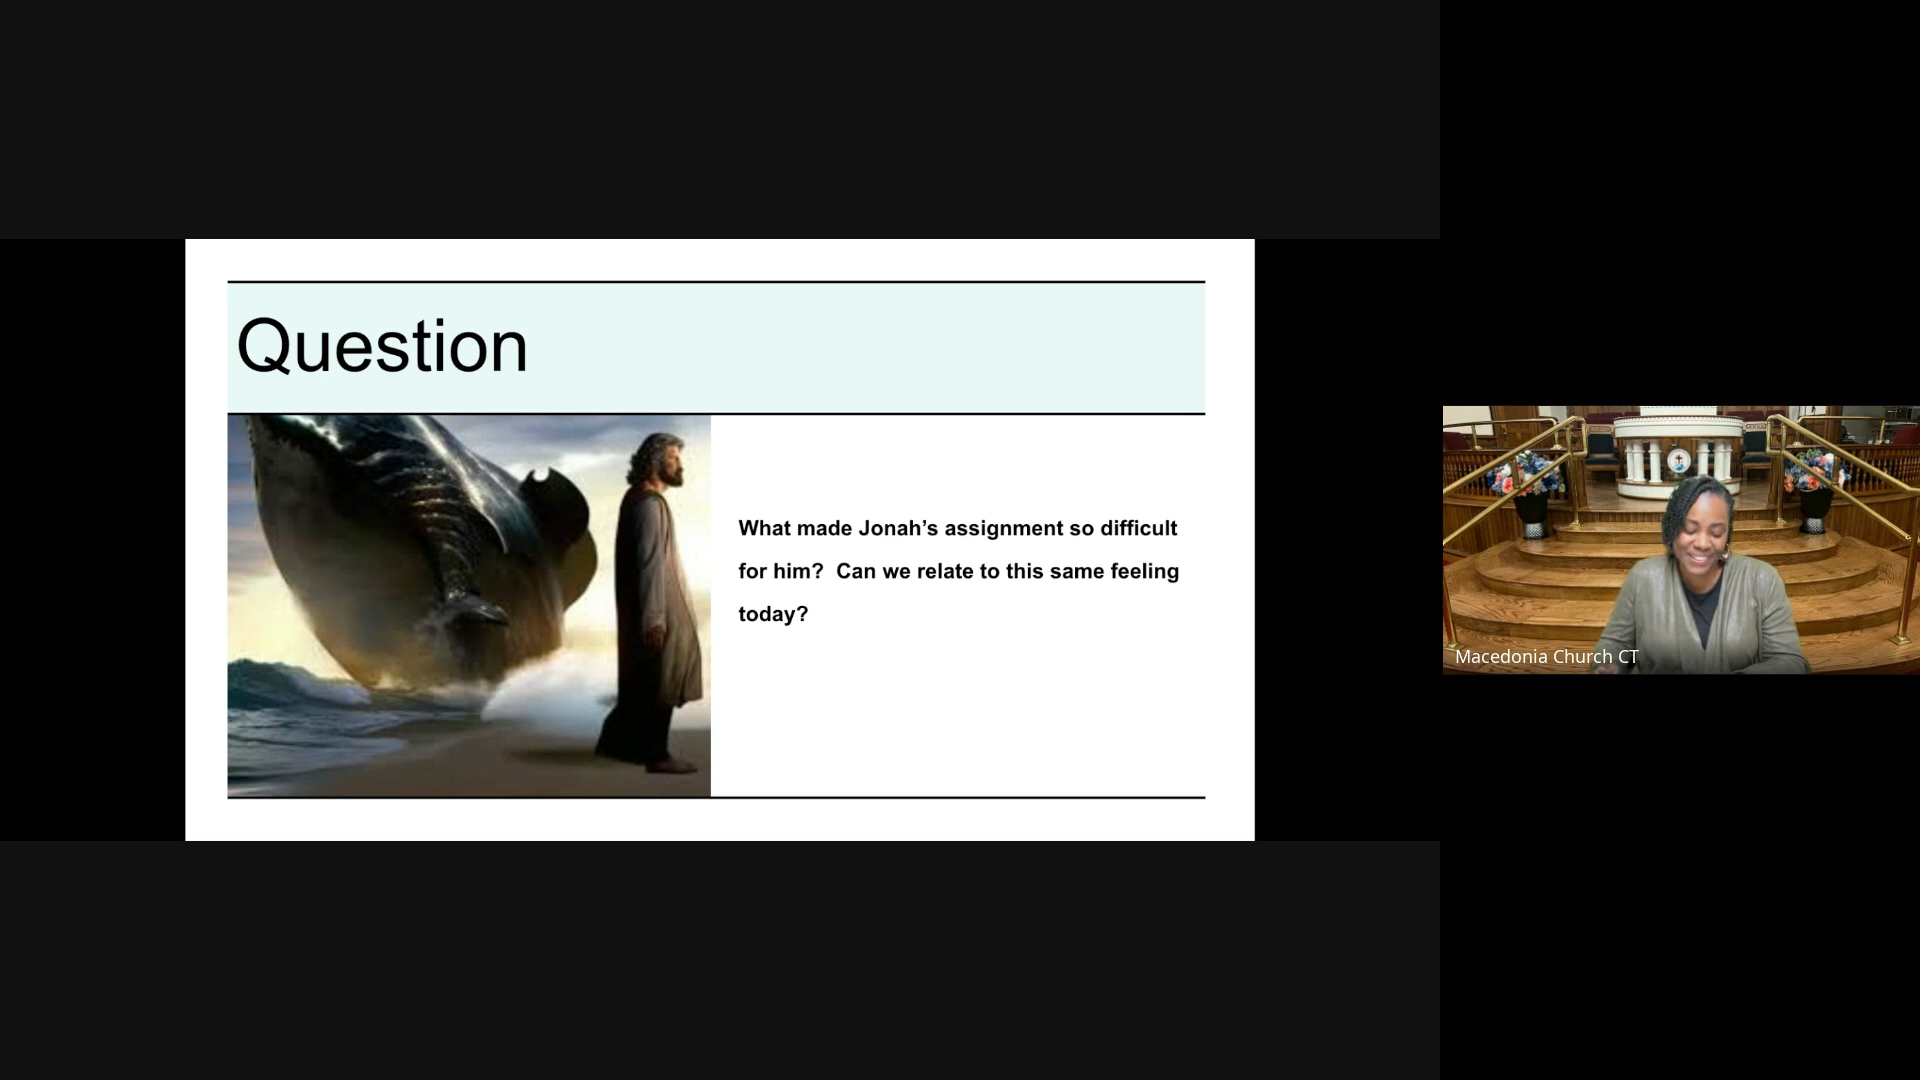 Question
What made Jonah’s assignment so difficult
for him?  Can we relate to this same feeling
today?
Macedonia Church CT